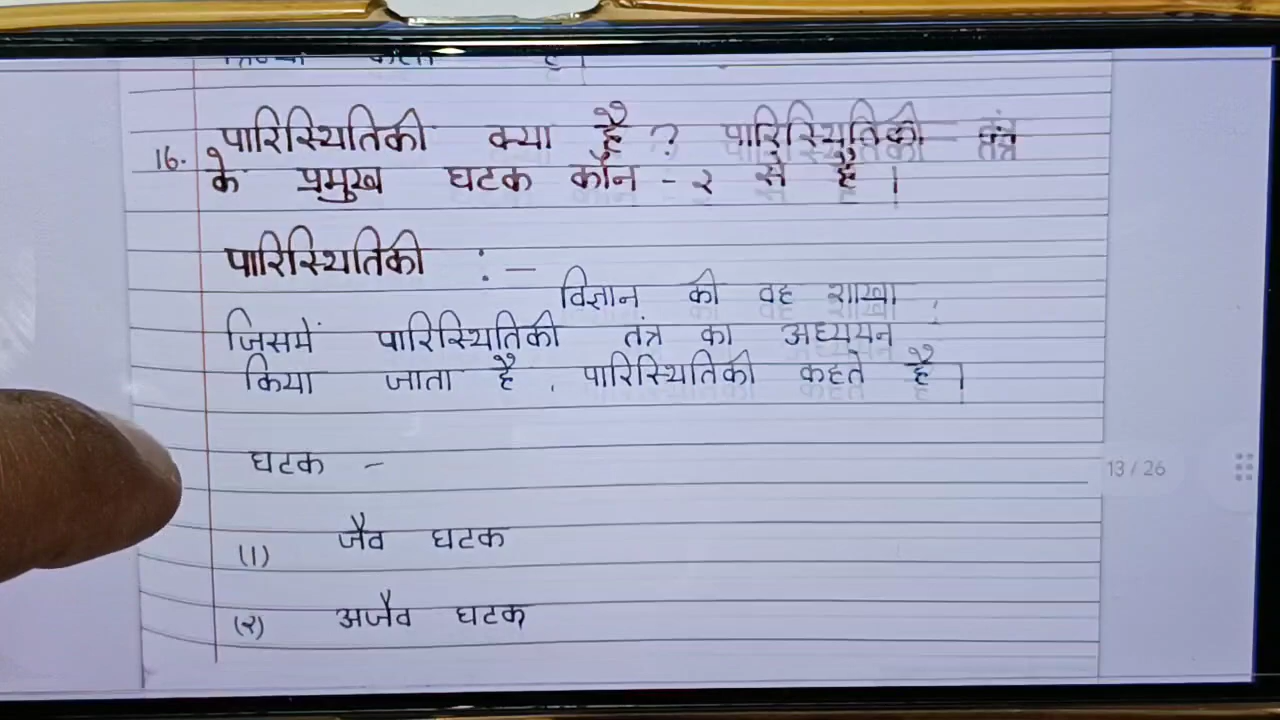 16. पारिस्थितिकी क्या है ? पारिस्थितिकी तंत्र
के प्रमुख घटक कौन - २ से है ।
पारिस्थितिकी :-
विज्ञान की वह शाखा
जिसमें पारिस्थितिकी तंत्र का अध्ययन
किया जाता है , पारिस्थितिकी कहते है ।
घटक -
13 / 26
(1) जैव घटक
(२) अजैव घटक